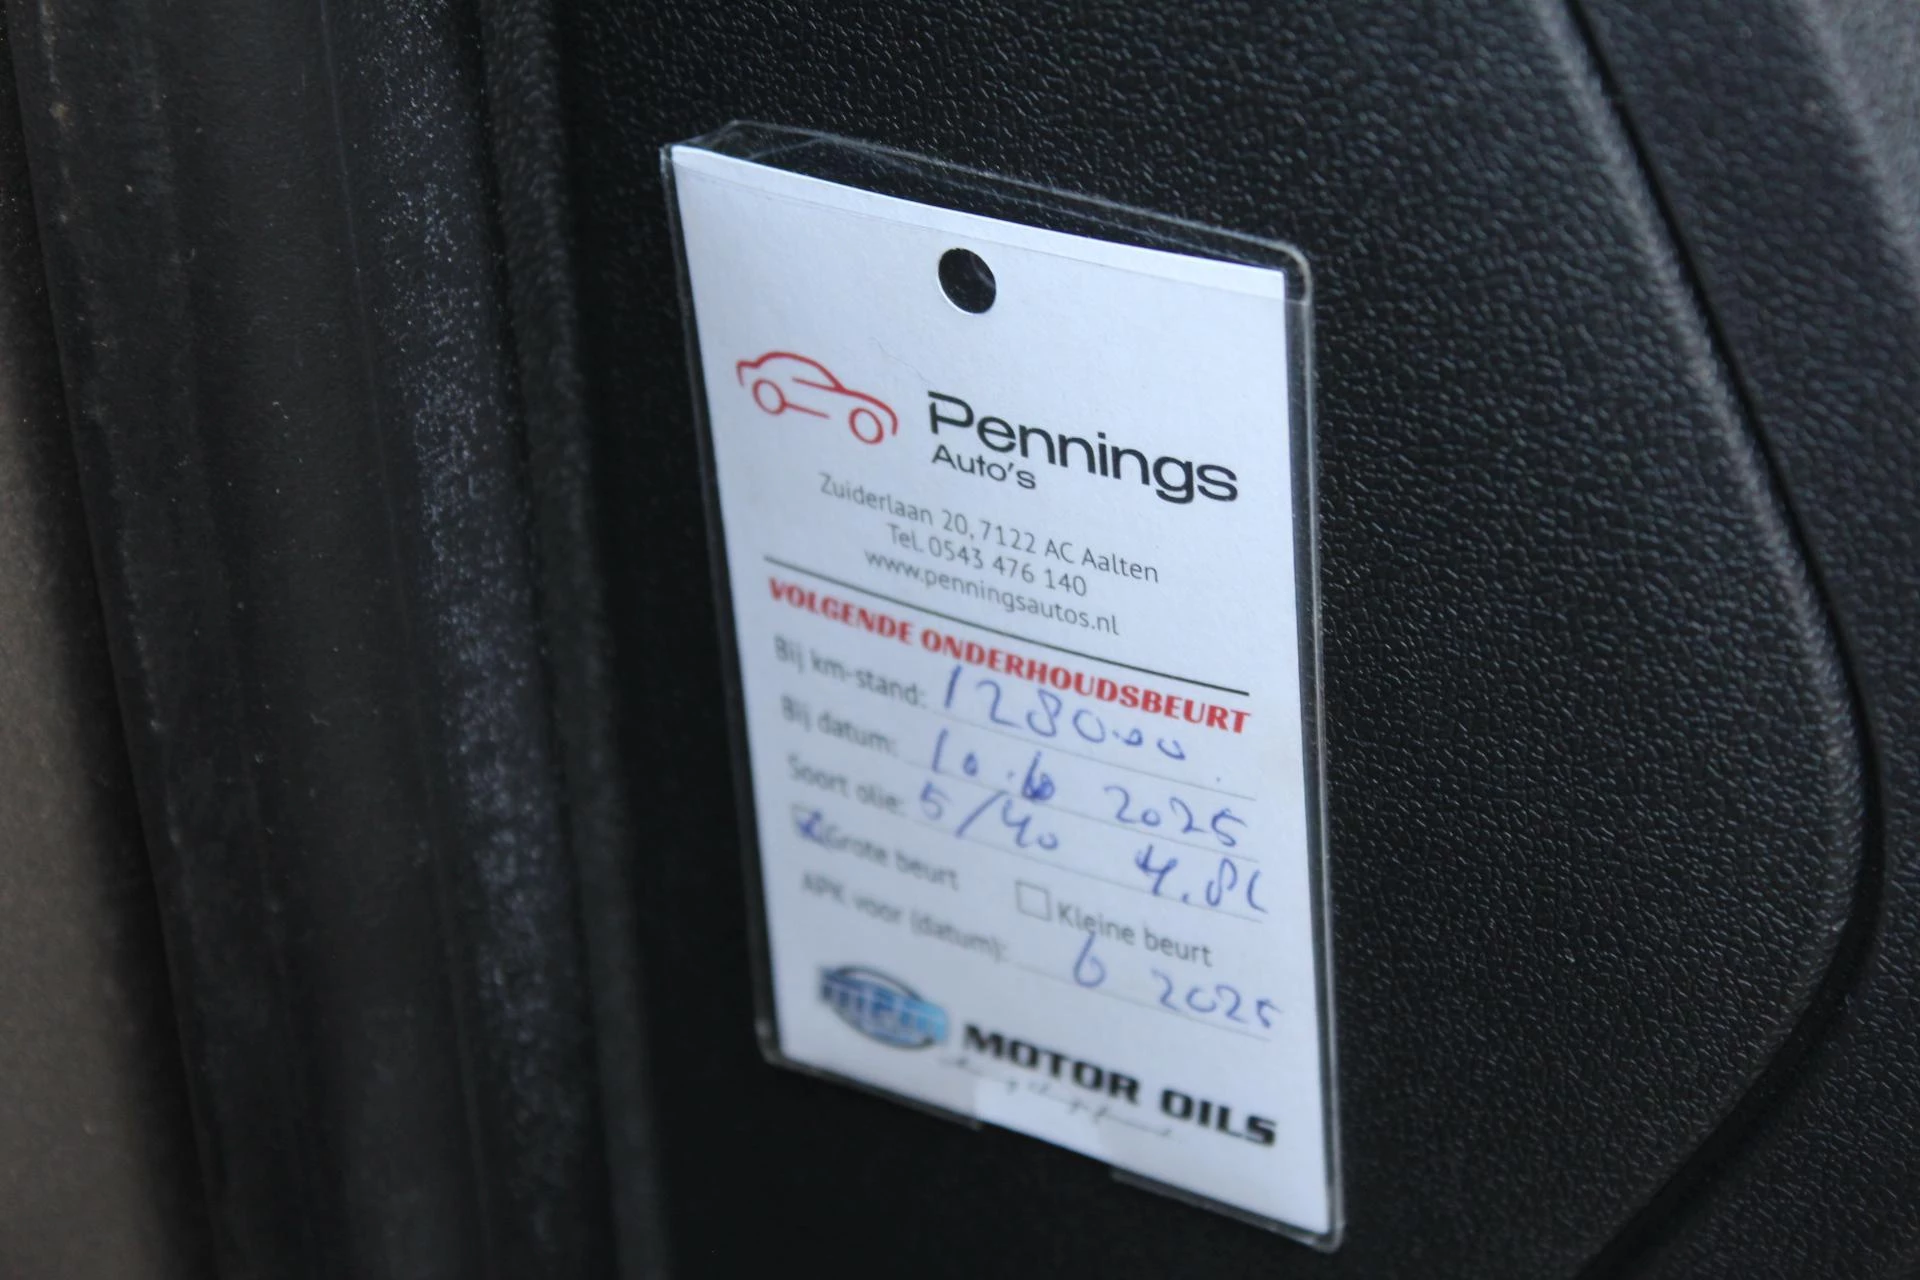 Pennings
Auto's
Zuiderlaan 20, 7122 AC Aalten
Tel. 0543 476 140
www.penningsautos.nl
VOLGENDE ONDERHOUDSBEURT
Bij km-stand: 128000
Bij datum: 10.6 2025
Soort olie: 5/40 4.8L
Grote beurt Kleine beurt
APK voor (datum): 6 2025
MPM MOTOR OILS